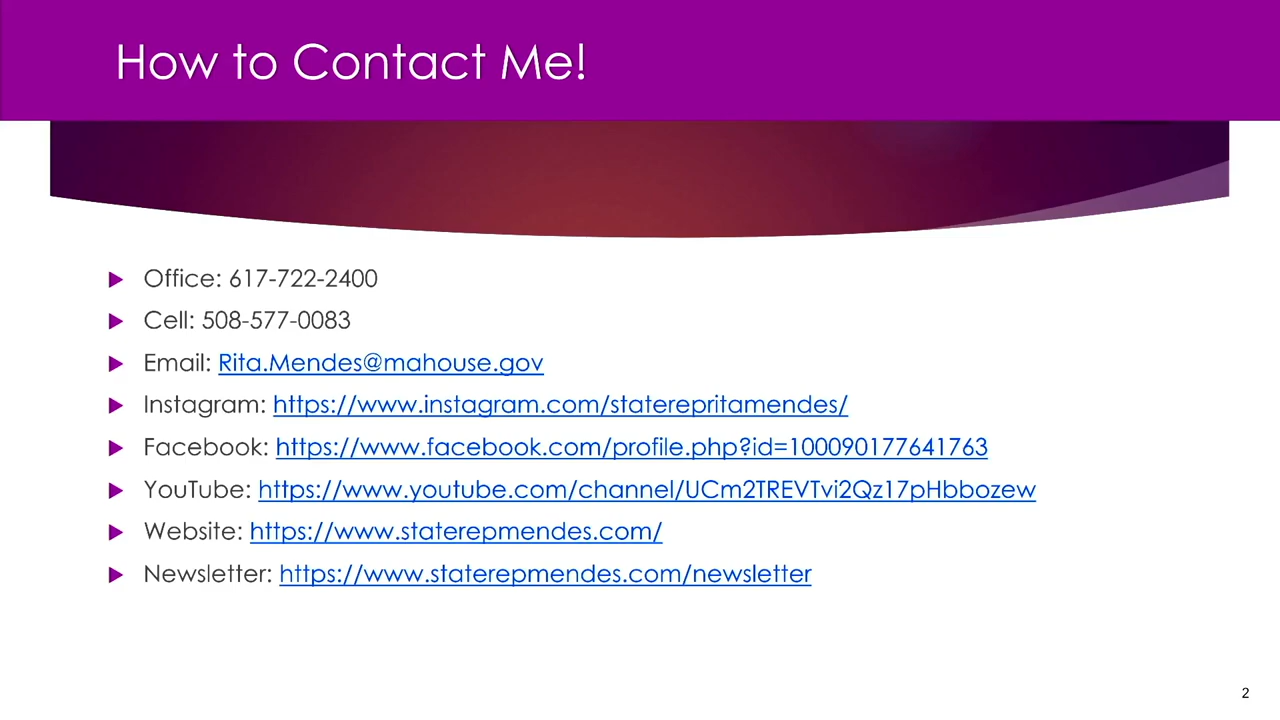 How to Contact Me!
Office: 617-722-2400
Cell: 508-577-0083
Email: Rita.Mendes@mahouse.gov
Instagram: https://www.instagram.com/staterepritamendes/
Facebook: https://www.facebook.com/profile.php?id=100090177641763
YouTube: https://www.youtube.com/channel/UCm2TREVTvi2Qz17pHbbozew
Website: https://www.staterepmendes.com/
Newsletter: https://www.staterepmendes.com/newsletter
2